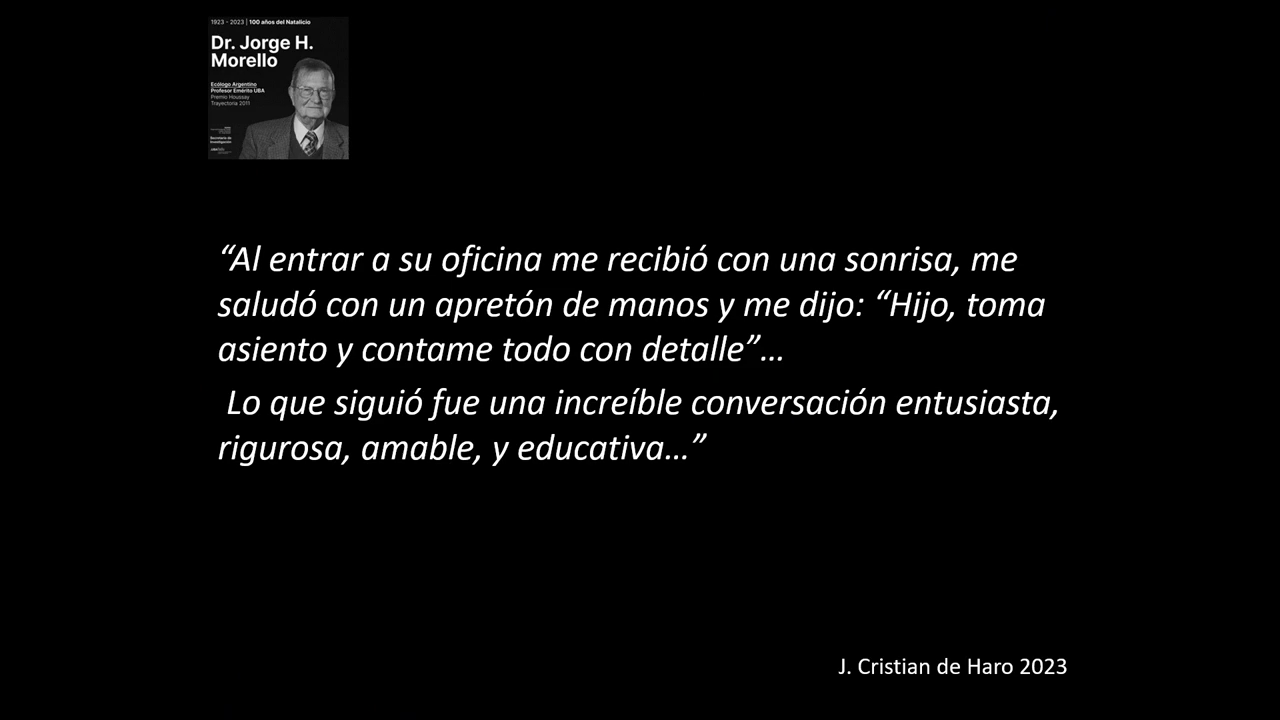 1923 - 2023 | 100 años del Natalicio
Dr. Jorge H.
Morello
Ecólogo Argentino
Profesor Emérito UBA
Premio Houssay
Trayectoria 2011
Secretaría de
Investigación
“Al entrar a su oficina me recibió con una sonrisa, me
saludó con un apretón de manos y me dijo: “Hijo, toma
asiento y contame todo con detalle”...
Lo que siguió fue una increíble conversación entusiasta,
rigurosa, amable, y educativa...”
J. Cristian de Haro 2023